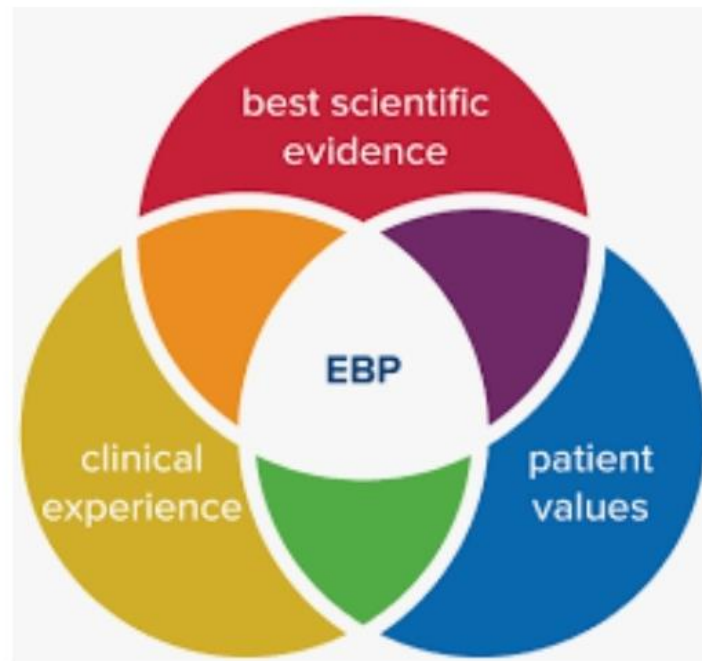 best scientific
evidence
EBP
clinical
experience
patient
values